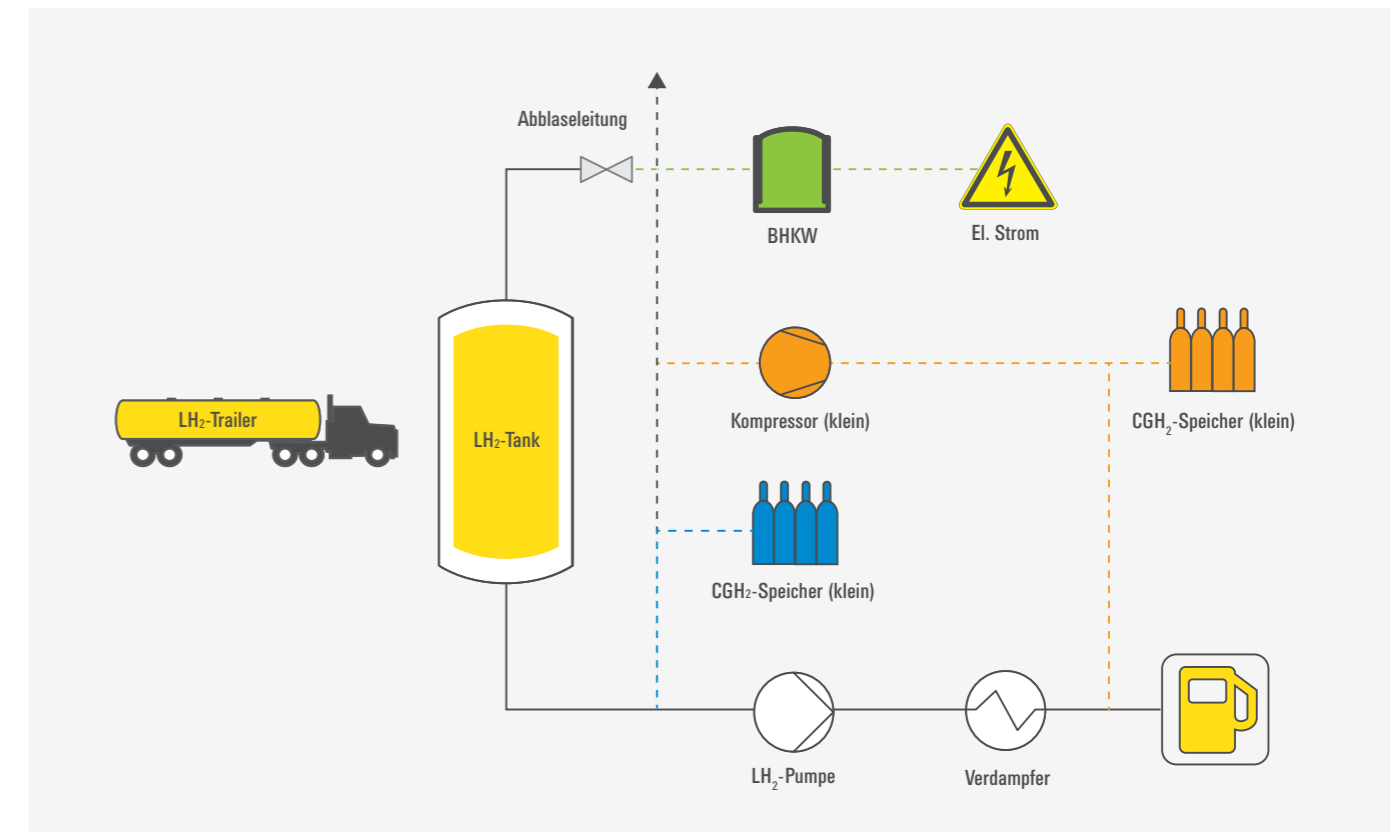 Abblaseleitung
BHKW
El. Strom
LH₂-Trailer
LH₂-Tank
Kompressor (klein)
CGH₂-Speicher (klein)
CGH₂-Speicher (klein)
LH₂-Pumpe
Verdampfer